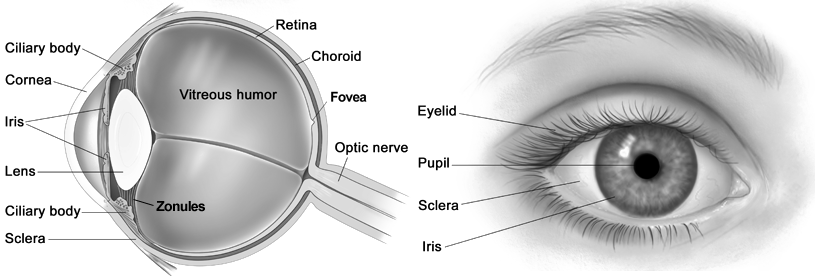 Ciliary body
Cornea
Iris
Lens
Ciliary body
Sclera
Retina
Choroid
Vitreous humor
Fovea
Optic nerve
Zonules
Eyelid
Pupil
Sclera
Iris